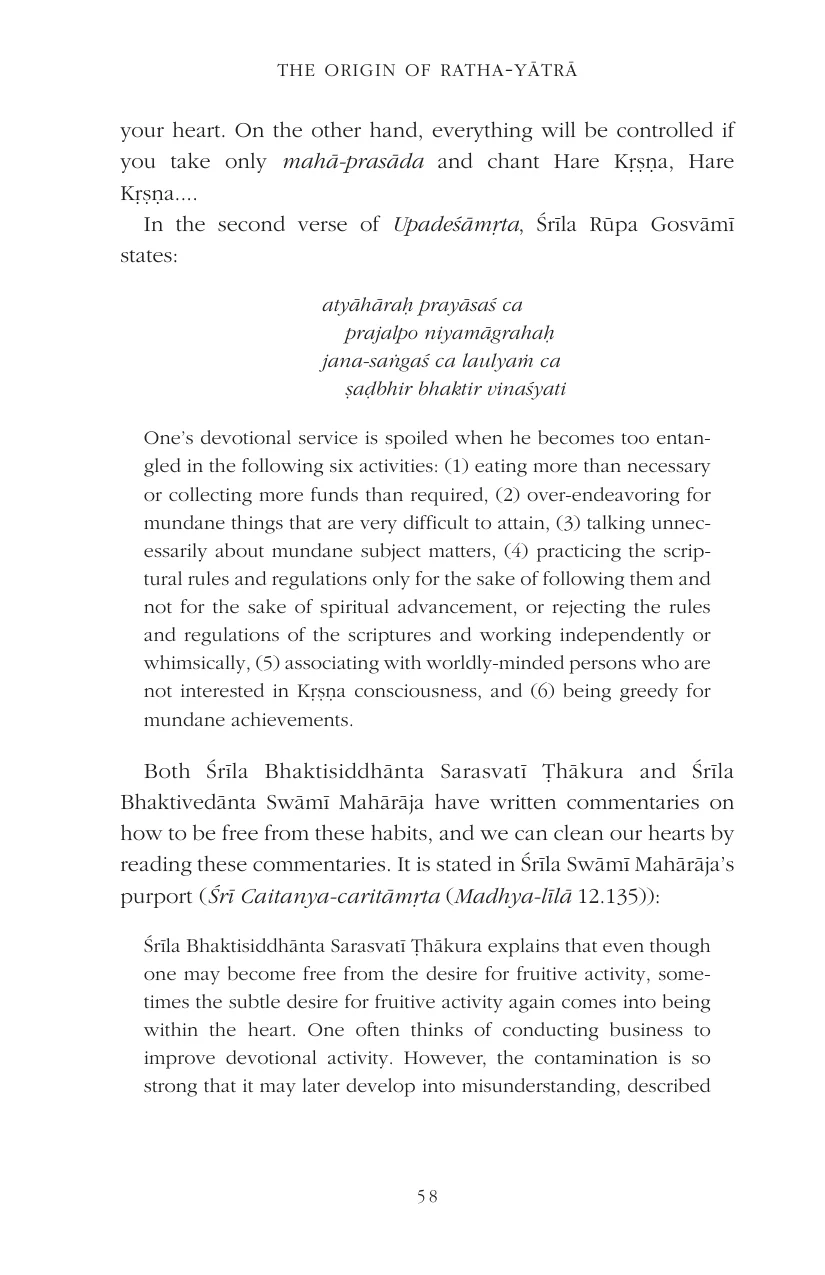 THE ORIGIN OF RATHA-YĀTRĀ
your heart. On the other hand, everything will be controlled if
you take only mahā-prasāda and chant Hare Kṛṣṇa, Hare
Kṛṣṇa....
In the second verse of Upadeśāmṛta, Śrīla Rūpa Gosvāmī
states:
atyāhāraḥ prayāsaś ca
prajalpo niyamāgrahaḥ
jana-saṅgaś ca laulyaṁ ca
ṣaḍbhir bhaktir vinaśyati
One's devotional service is spoiled when he becomes too entan-
gled in the following six activities: (1) eating more than necessary
or collecting more funds than required, (2) over-endeavoring for
mundane things that are very difficult to attain, (3) talking unnec-
essarily about mundane subject matters, (4) practicing the scrip-
tural rules and regulations only for the sake of following them and
not for the sake of spiritual advancement, or rejecting the rules
and regulations of the scriptures and working independently or
whimsically, (5) associating with worldly-minded persons who are
not interested in Kṛṣṇa consciousness, and (6) being greedy for
mundane achievements.
Both Śrīla Bhaktisiddhānta Sarasvatī Ṭhākura and Śrīla
Bhaktivedānta Swāmī Mahārāja have written commentaries on
how to be free from these habits, and we can clean our hearts by
reading these commentaries. It is stated in Śrīla Swāmī Mahārāja's
purport (Śrī Caitanya-caritāmṛta (Madhya-līlā 12.135)):
Śrīla Bhaktisiddhānta Sarasvatī Ṭhākura explains that even though
one may become free from the desire for fruitive activity, some-
times the subtle desire for fruitive activity again comes into being
within the heart. One often thinks of conducting business to
improve devotional activity. However, the contamination is so
strong that it may later develop into misunderstanding, described
58